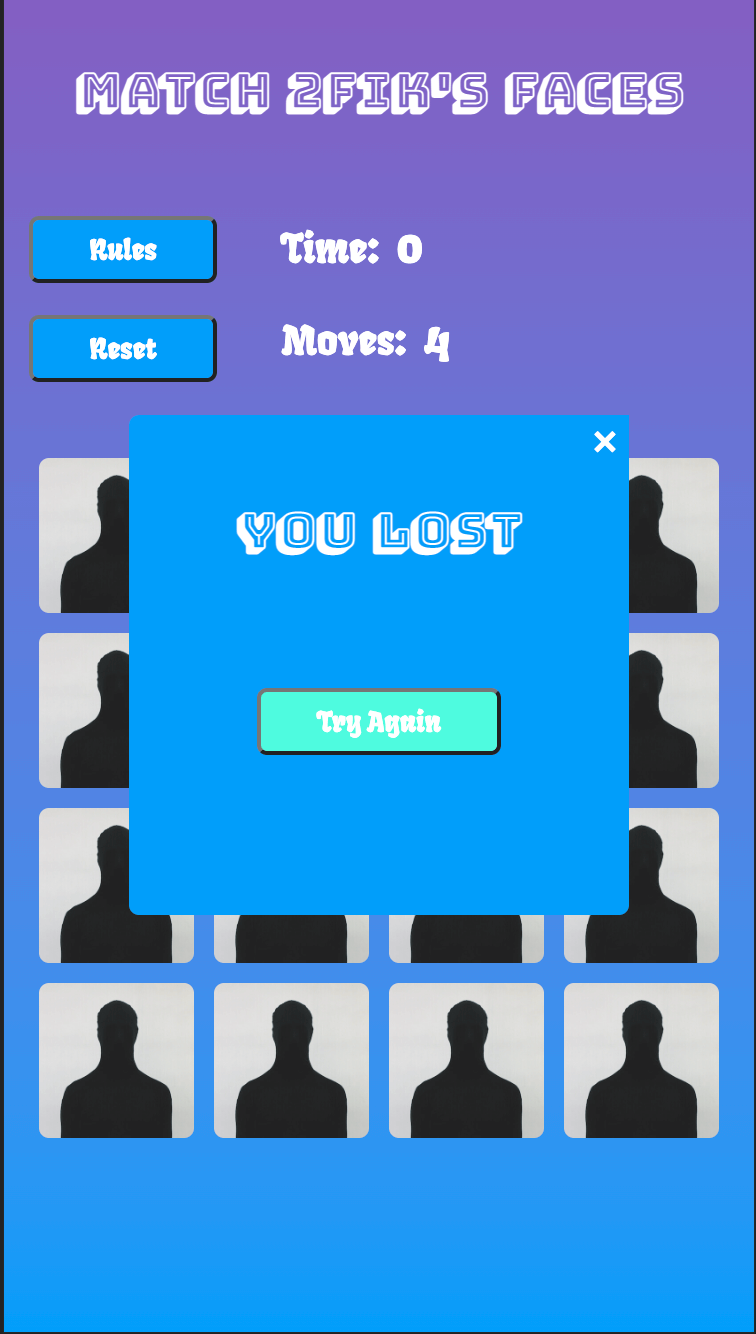 MATCH 2FIK'S FACES
Rules
Time: 0
Reset
Moves: 4
×
YOU LOST
Try Again